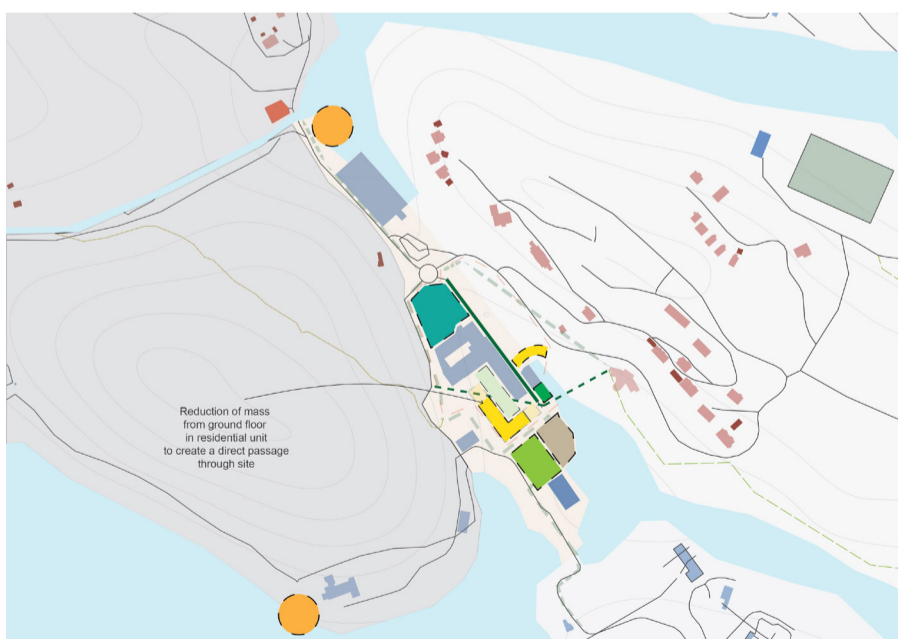 Reduction of mass
from ground floor
in residential unit
to create a direct passage
through site